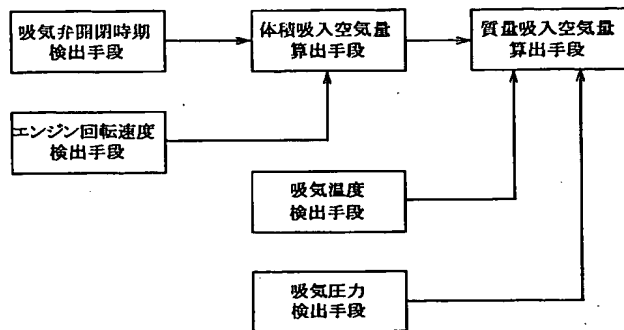 吸気弁開閉時期
検出手段
体積吸入空気量
算出手段
質量吸入空気量
算出手段
エンジン回転速度
検出手段
吸気温度
検出手段
吸気圧力
検出手段